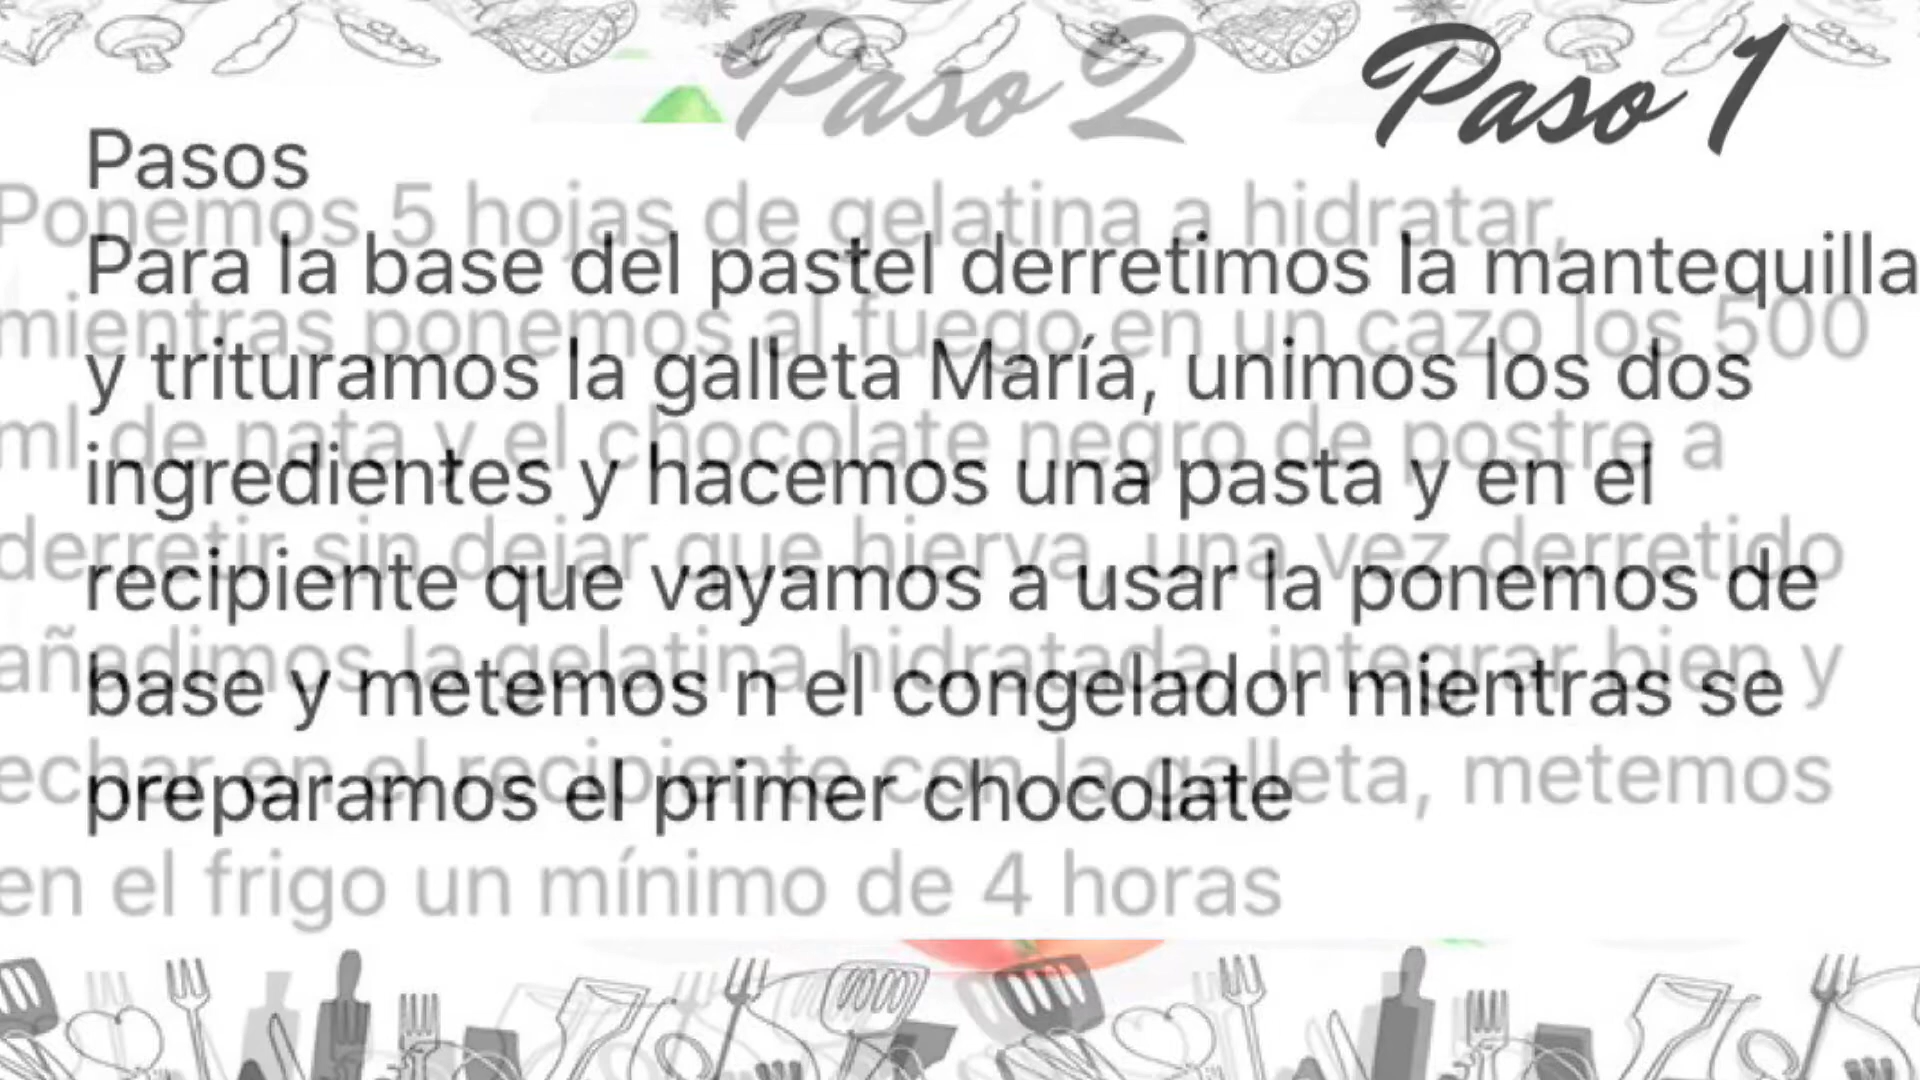 Paso 1
Pasos
Para la base del pastel derretimos la mantequilla
y trituramos la galleta María, unimos los dos
ingredientes y hacemos una pasta y en el
recipiente que vayamos a usar la ponemos de
base y metemos n el congelador mientras se
preparamos el primer chocolate
Paso 2
Ponemos 5 hojas de gelatina a hidratar,
mientras ponemos al fuego en un cazo los 500
ml de nata y el chocolate negro de postre a
derretir sin dejar que hierva, una vez derretido
añadimos la gelatina hidratada, integrar bien y
echar en el recipiente con la galleta, metemos
en el frigo un mínimo de 4 horas